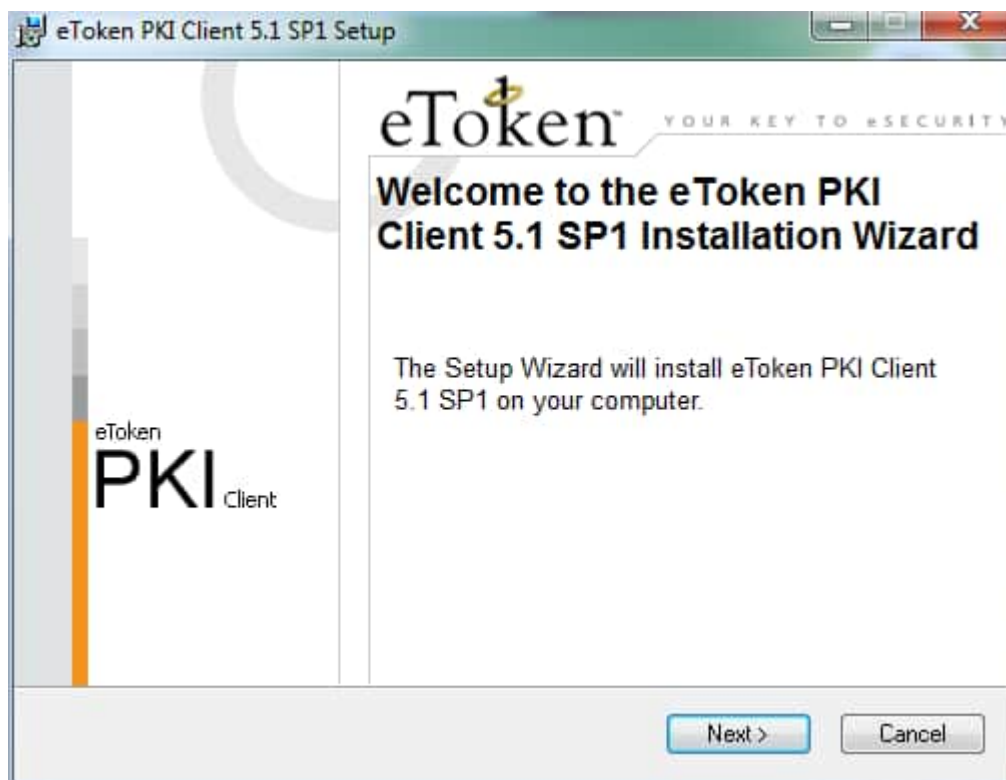 eToken PKI Client 5.1 SP1 Setup
eToken™ YOUR KEY TO eSECURITY
Welcome to the eToken PKI
Client 5.1 SP1 Installation Wizard
The Setup Wizard will install eToken PKI Client
5.1 SP1 on your computer.
eToken
PKI Client
Next >
Cancel